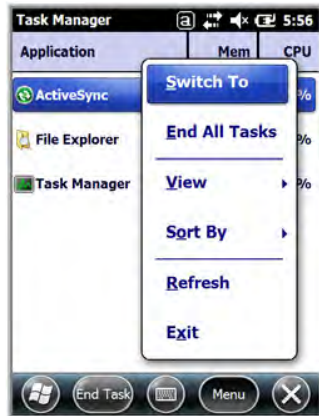 Task Manager a 5:56
Application Mem CPU
ActiveSync %
File Explorer %
Task Manager %
Switch To
End All Tasks
View
Sort By
Refresh
Exit
End Task Menu